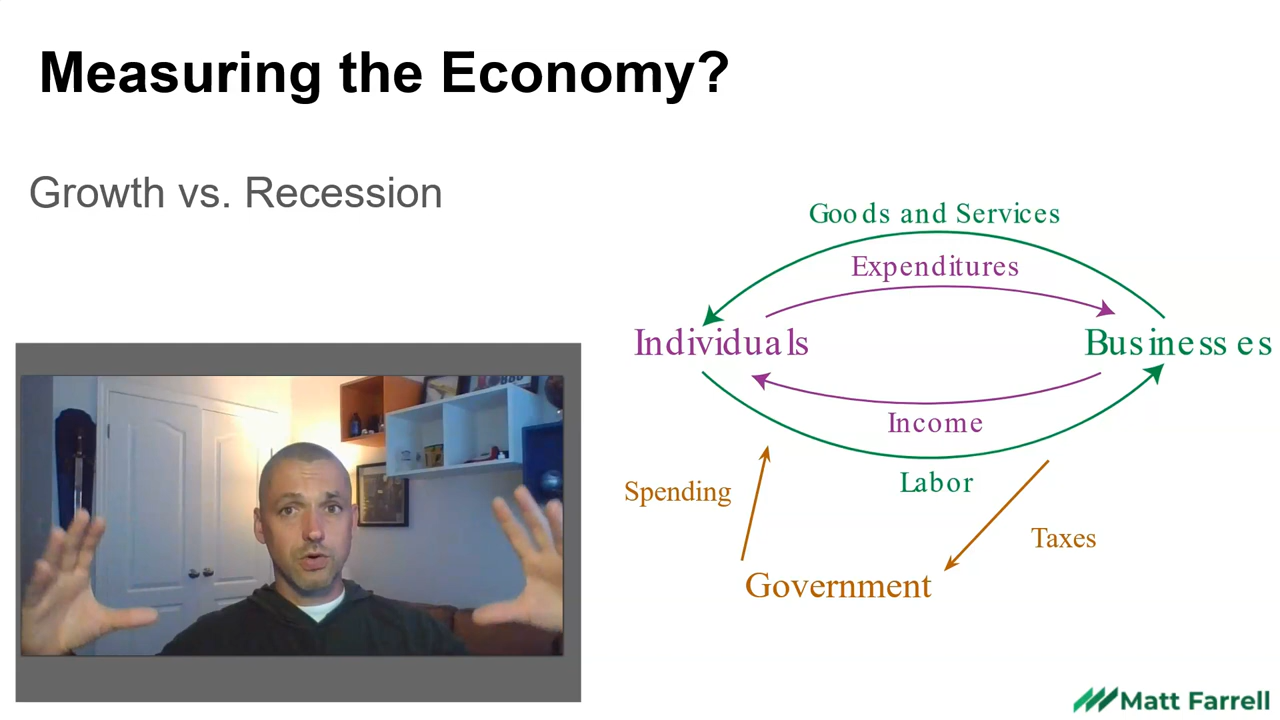 Measuring the Economy?
Growth vs. Recession
Goods and Services
Expenditures
Individuals
Businesses
Income
Labor
Spending
Taxes
Government
Matt Farrell